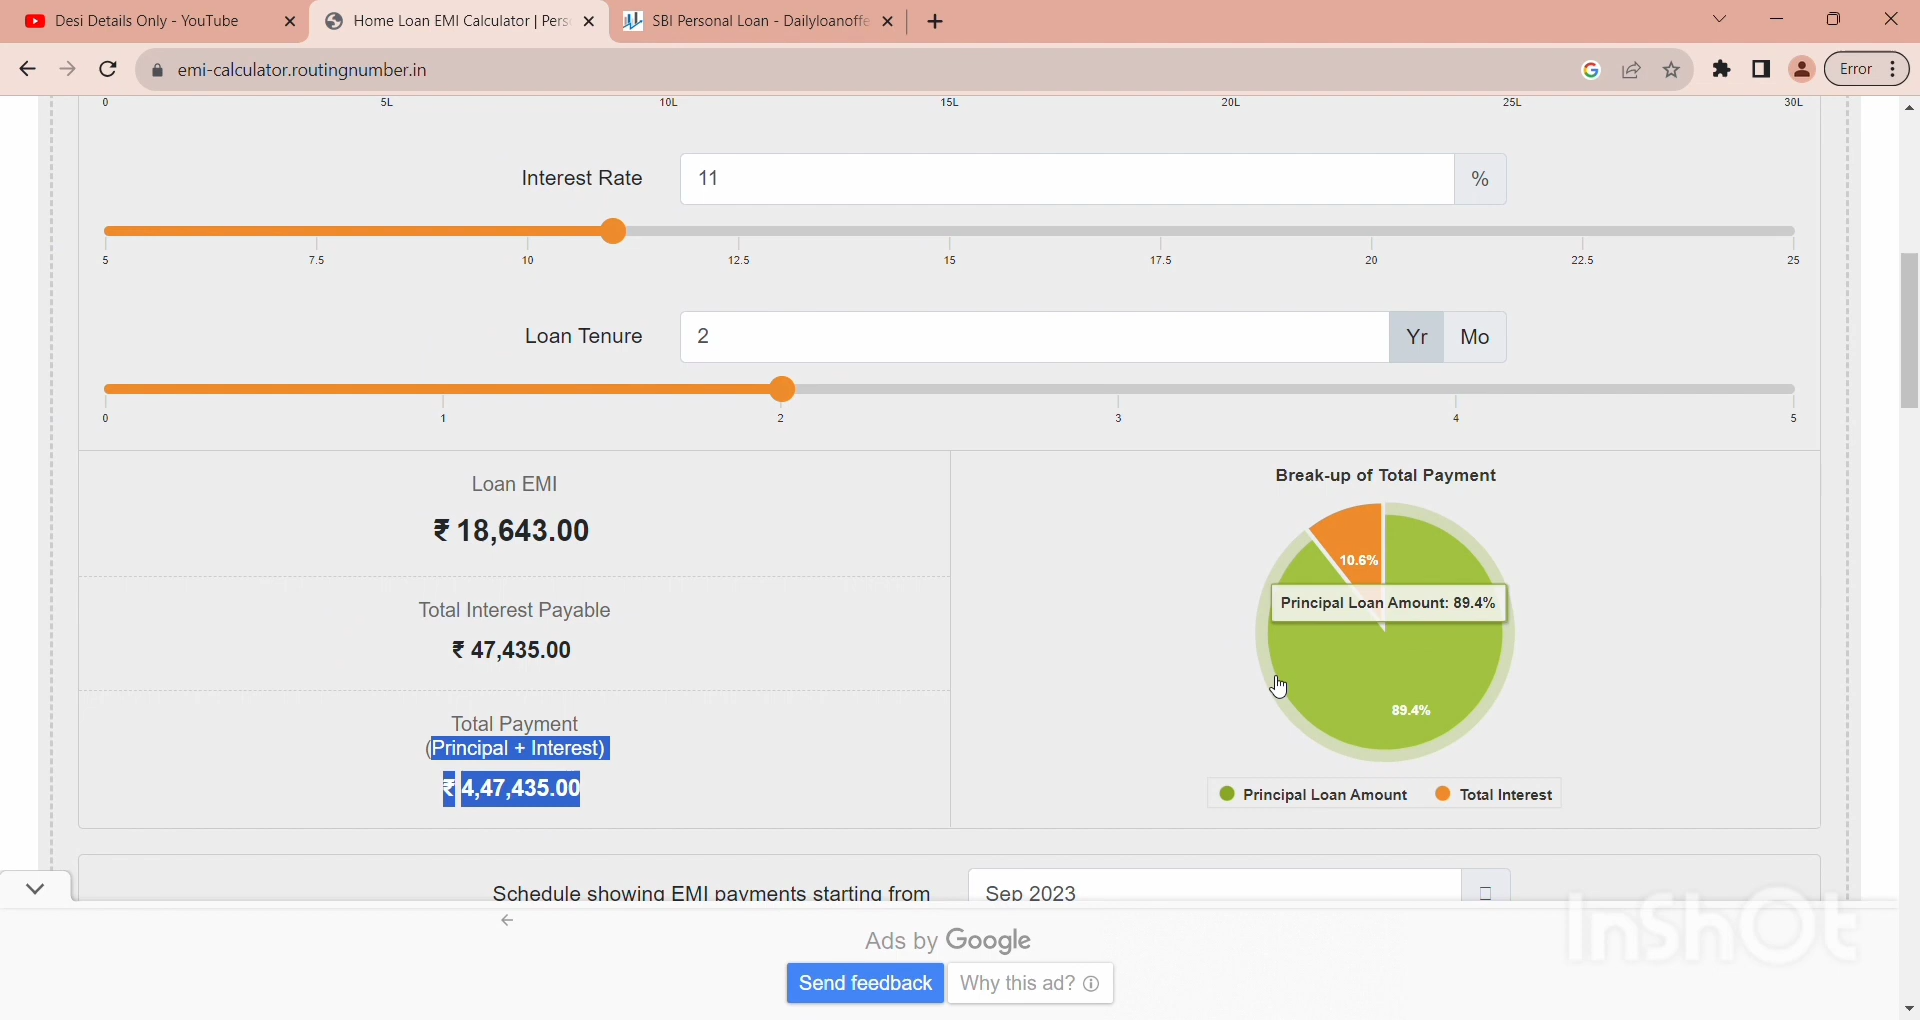 Desi Details Only - YouTube
Home Loan EMI Calculator | Pers
SBI Personal Loan - Dailyloanoffe
emi-calculator.routingnumber.in
Error
0 5L 10L 15L 20L 25L 30L
Interest Rate 11 %
5 7.5 10 12.5 15 17.5 20 22.5 25
Loan Tenure 2 Yr Mo
0 1 2 3 4 5
Loan EMI
₹ 18,643.00
Total Interest Payable
₹ 47,435.00
Total Payment
(Principal + Interest)
₹ 4,47,435.00
Break-up of Total Payment
10.6%
Principal Loan Amount: 89.4%
89.4%
Principal Loan Amount Total Interest
Schedule showing EMI payments starting from Sep 2023
Ads by Google
Send feedback Why this ad?
InShOt